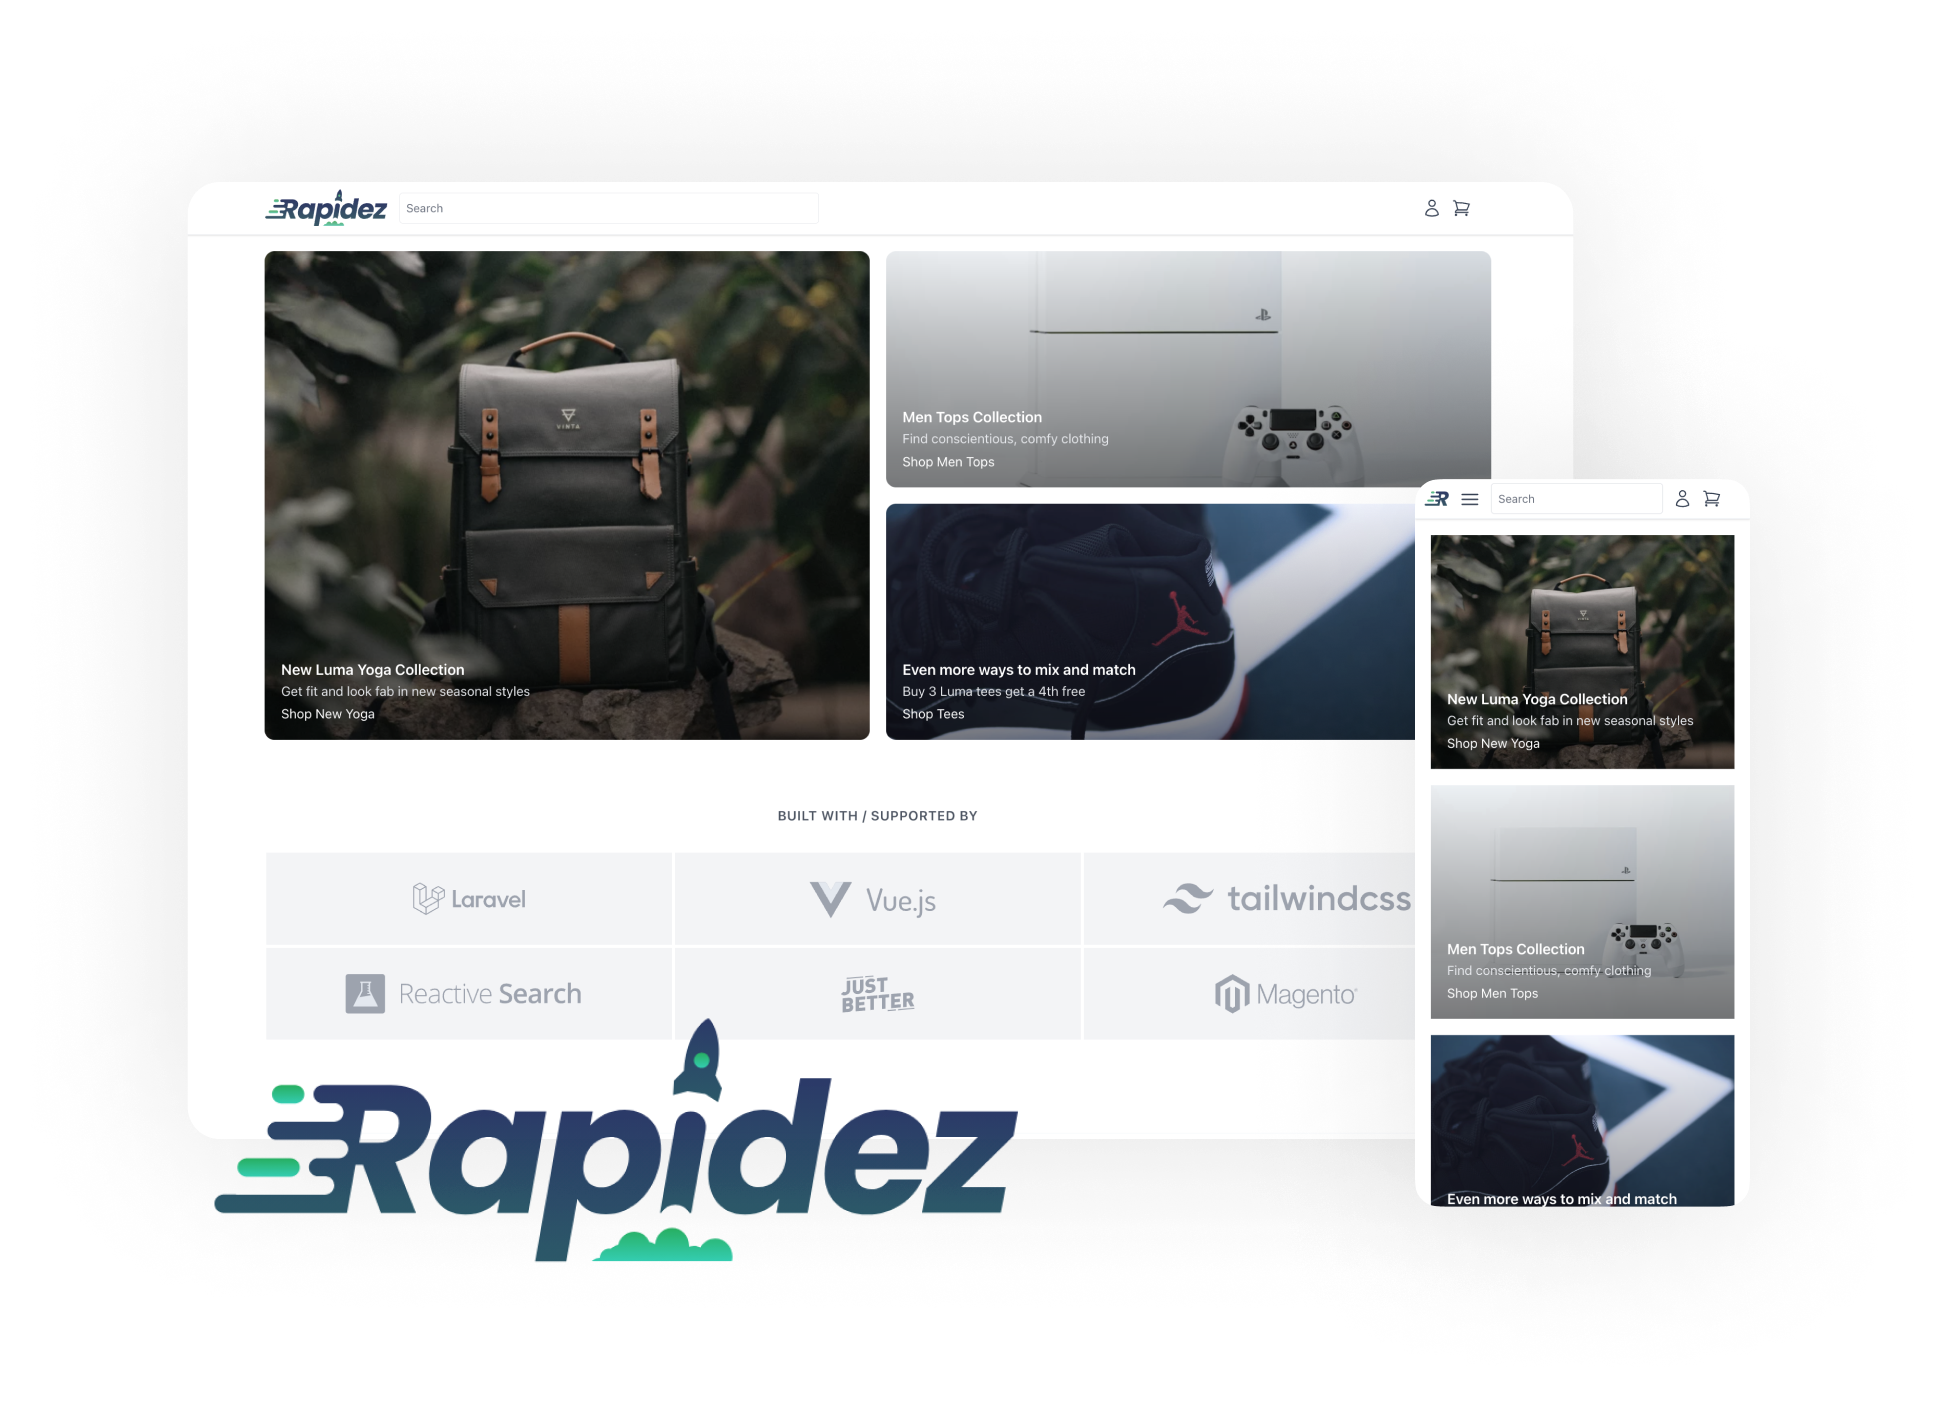 Rapidez
Search
VINTA
New Luma Yoga Collection
Get fit and look fab in new seasonal styles
Shop New Yoga
Men Tops Collection
Find conscientious, comfy clothing
Shop Men Tops
Even more ways to mix and match
Buy 3 Luma tees get a 4th free
Shop Tees
BUILT WITH / SUPPORTED BY
Laravel
Vue.js
tailwindcss
Reactive Search
JUST
BETTER
Magento
Rapidez
R
Search
New Luma Yoga Collection
Get fit and look fab in new seasonal styles
Shop New Yoga
Men Tops Collection
Find conscientious, comfy clothing
Shop Men Tops
Even more ways to mix and match